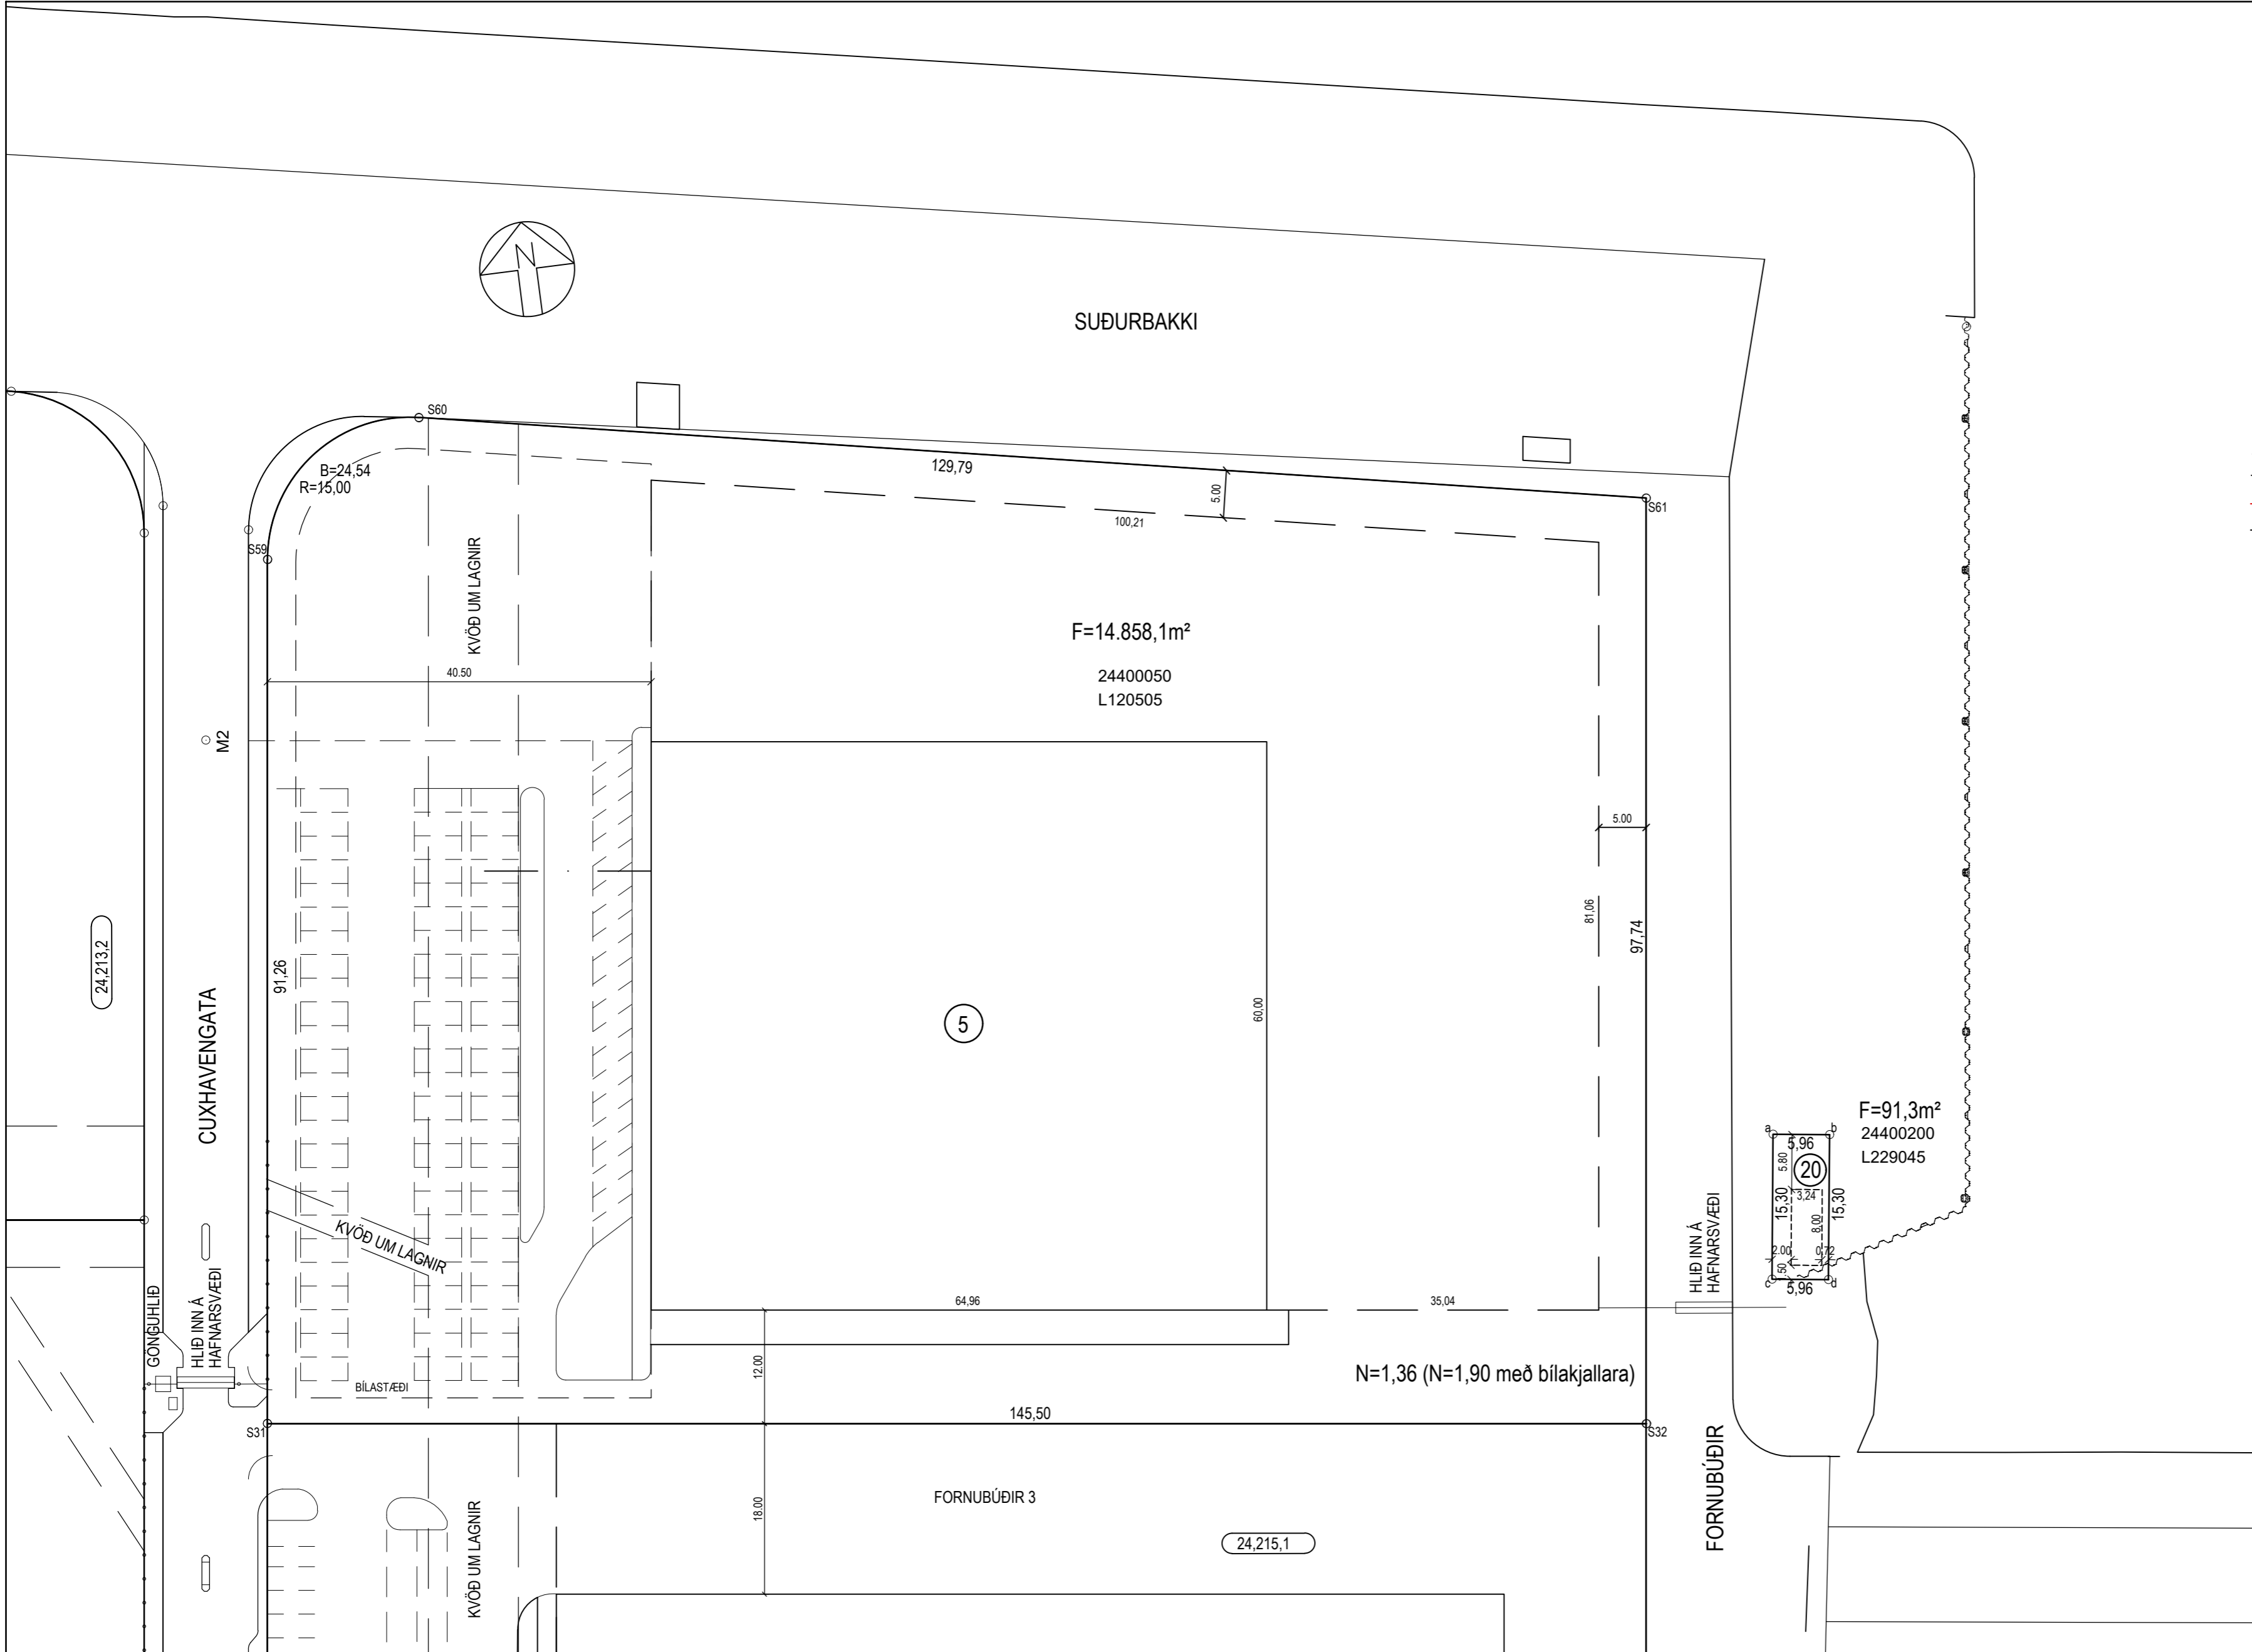 N
SUÐURBAKKI
S60
B=24,54
R=15,00
129,79
5.00
100,21
S61
S59
KVÖÐ UM LAGNIR
F=14.858,1m²
24400050
L120505
40.50
M2
5.00
81,06
97,74
24,213,2
91,26
CUXHAVENGATA
5
60,00
F=91,3m²
24400200
L229045
a
b
5,96
5.80
20
3,24
15,30
15,30
8.00
2.00
0,72
c
d
5,96
HLIÐ INN Á
HAFNARSVÆÐI
KVÖÐ UM LAGNIR
GÖNGUHLIÐ
HLIÐ INN Á
HAFNARSVÆÐI
64,96
35,04
12.00
N=1,36 (N=1,90 með bílakjallara)
BÍLASTÆÐI
145,50
S31
S32
FORNUBÚÐIR
FORNUBÚÐIR 3
18.00
24,215,1
KVÖÐ UM LAGNIR